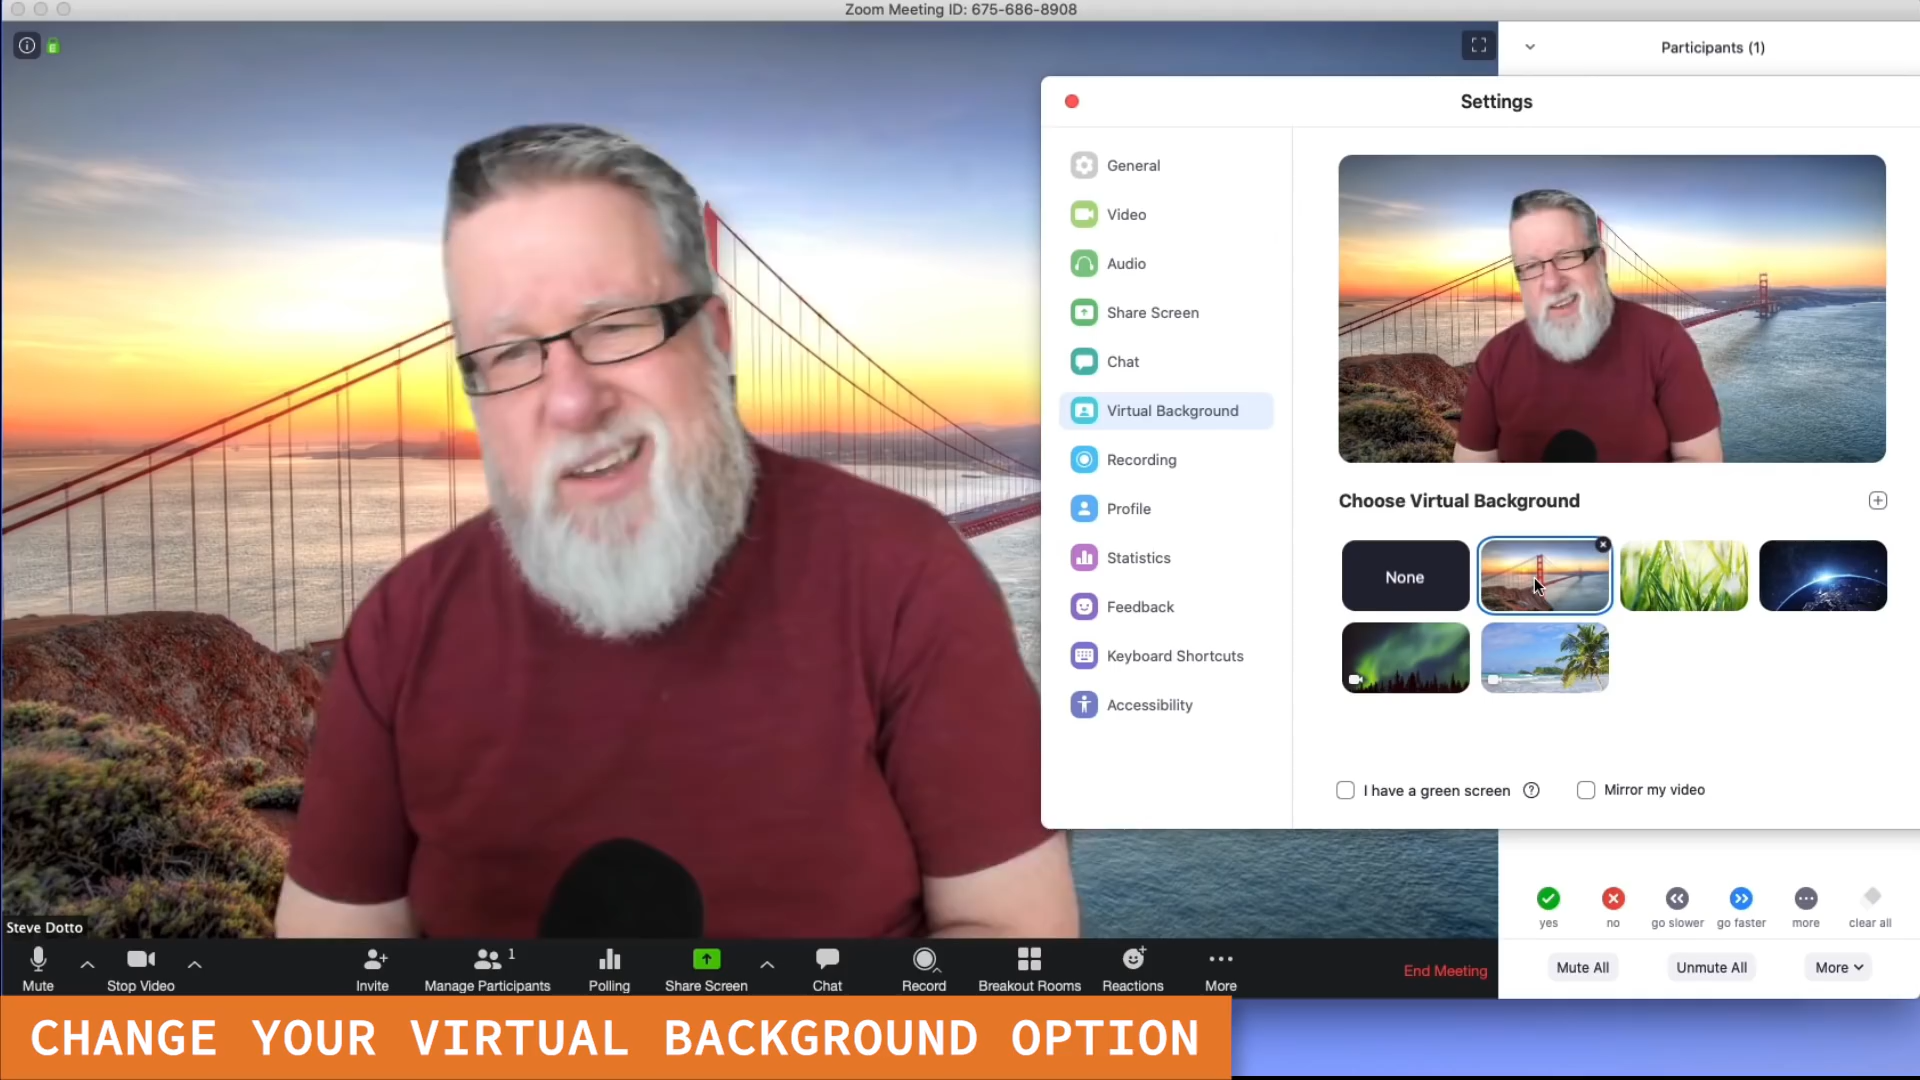 Zoom Meeting ID: 675-686-8908
Participants (1)
Settings
General
Video
Audio
Share Screen
Chat
Virtual Background
Recording
Profile
Statistics
Feedback
Keyboard Shortcuts
Accessibility
Choose Virtual Background
None
I have a green screen
Mirror my video
yes
no
go slower
go faster
more
clear all
Mute All
Unmute All
More
Steve Dotto
Mute
Stop Video
Invite
Manage Participants
1
Polling
Share Screen
Chat
Record
Breakout Rooms
Reactions
More
End Meeting
CHANGE YOUR VIRTUAL BACKGROUND OPTION